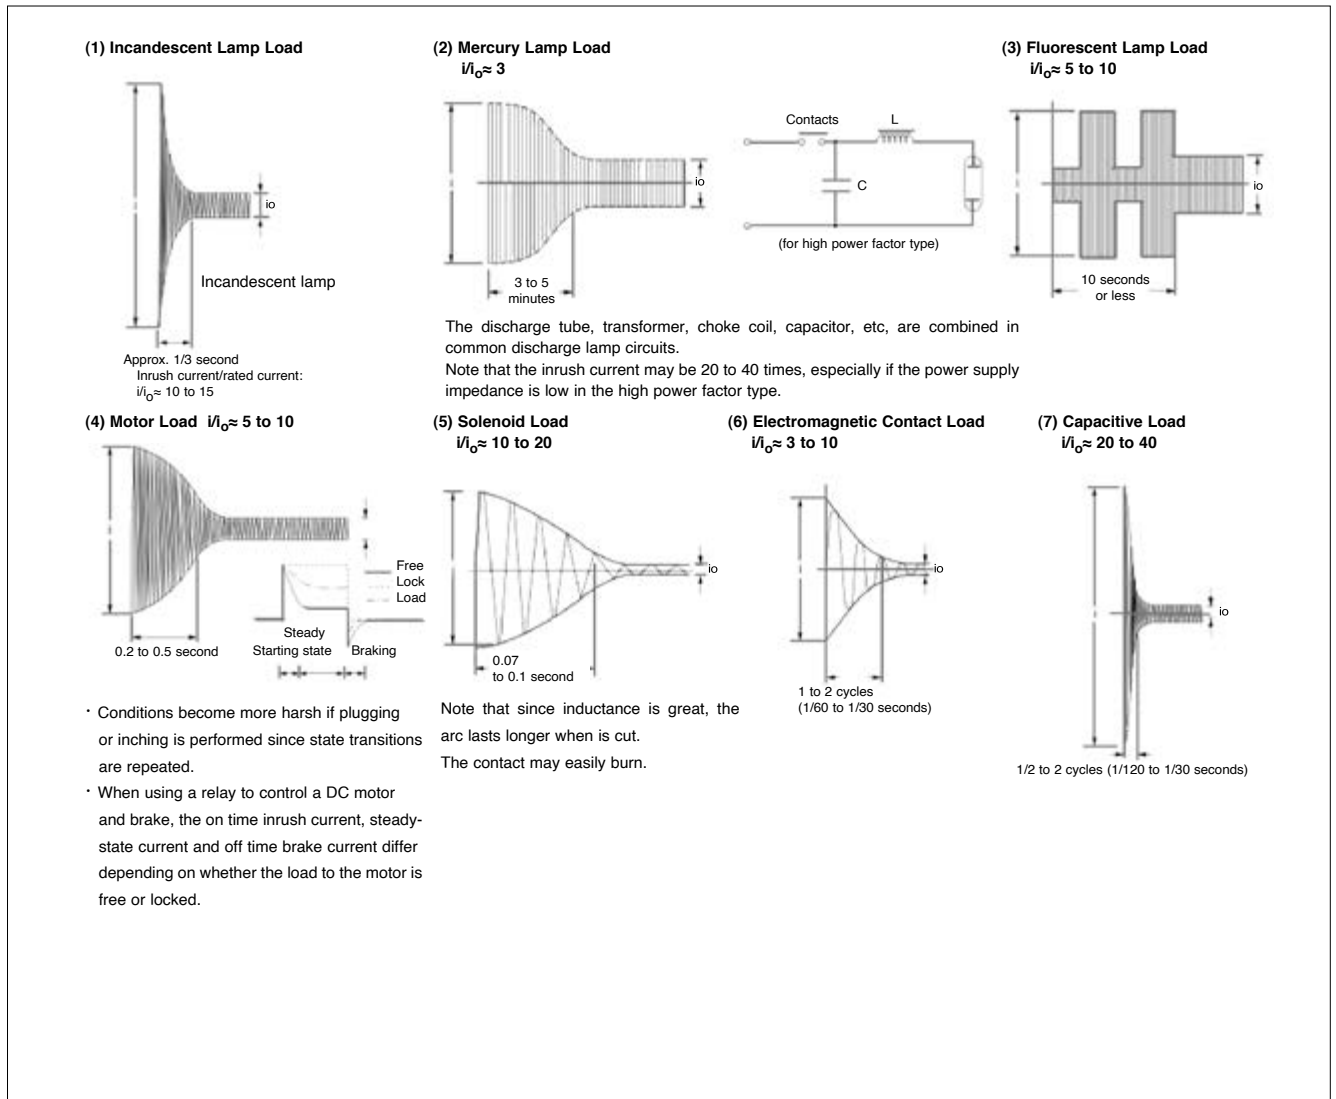 (1) Incandescent Lamp Load
io
Incandescent lamp
Approx. 1/3 second
Inrush current/rated current:
i/io≈ 10 to 15
(2) Mercury Lamp Load
i/io≈ 3
io
3 to 5
minutes
Contacts
L
C
(for high power factor type)
(3) Fluorescent Lamp Load
i/io≈ 5 to 10
io
10 seconds
or less
The discharge tube, transformer, choke coil, capacitor, etc, are combined in
common discharge lamp circuits.
Note that the inrush current may be 20 to 40 times, especially if the power supply
impedance is low in the high power factor type.
(4) Motor Load i/io≈ 5 to 10
0.2 to 0.5 second
Free
Lock
Load
Steady
Starting state
Braking
· Conditions become more harsh if plugging
or inching is performed since state transitions
are repeated.
· When using a relay to control a DC motor
and brake, the on time inrush current, steady-
state current and off time brake current differ
depending on whether the load to the motor is
free or locked.
(5) Solenoid Load
i/io≈ 10 to 20
io
0.07
to 0.1 second
Note that since inductance is great, the
arc lasts longer when is cut.
The contact may easily burn.
(6) Electromagnetic Contact Load
i/io≈ 3 to 10
io
1 to 2 cycles
(1/60 to 1/30 seconds)
(7) Capacitive Load
i/io≈ 20 to 40
io
1/2 to 2 cycles (1/120 to 1/30 seconds)